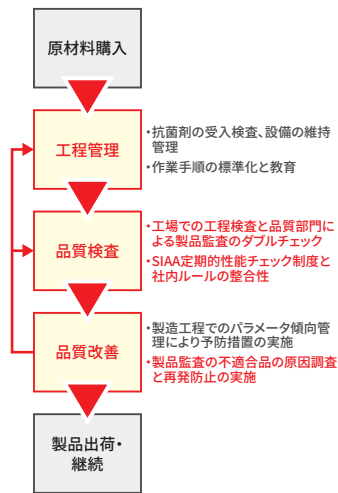 原材料購入
工程管理
・抗菌剤の受入検査、設備の維持
管理
・作業手順の標準化と教育
品質検査
・工場での工程検査と品質部門に
よる製品監査のダブルチェック
・SIAA定期的性能チェック制度と
社内ルールの整合性
品質改善
・製造工程でのパラメータ傾向管
理により予防措置の実施
・製品監査の不適合品の原因調査
と再発防止の実施
製品出荷・
継続